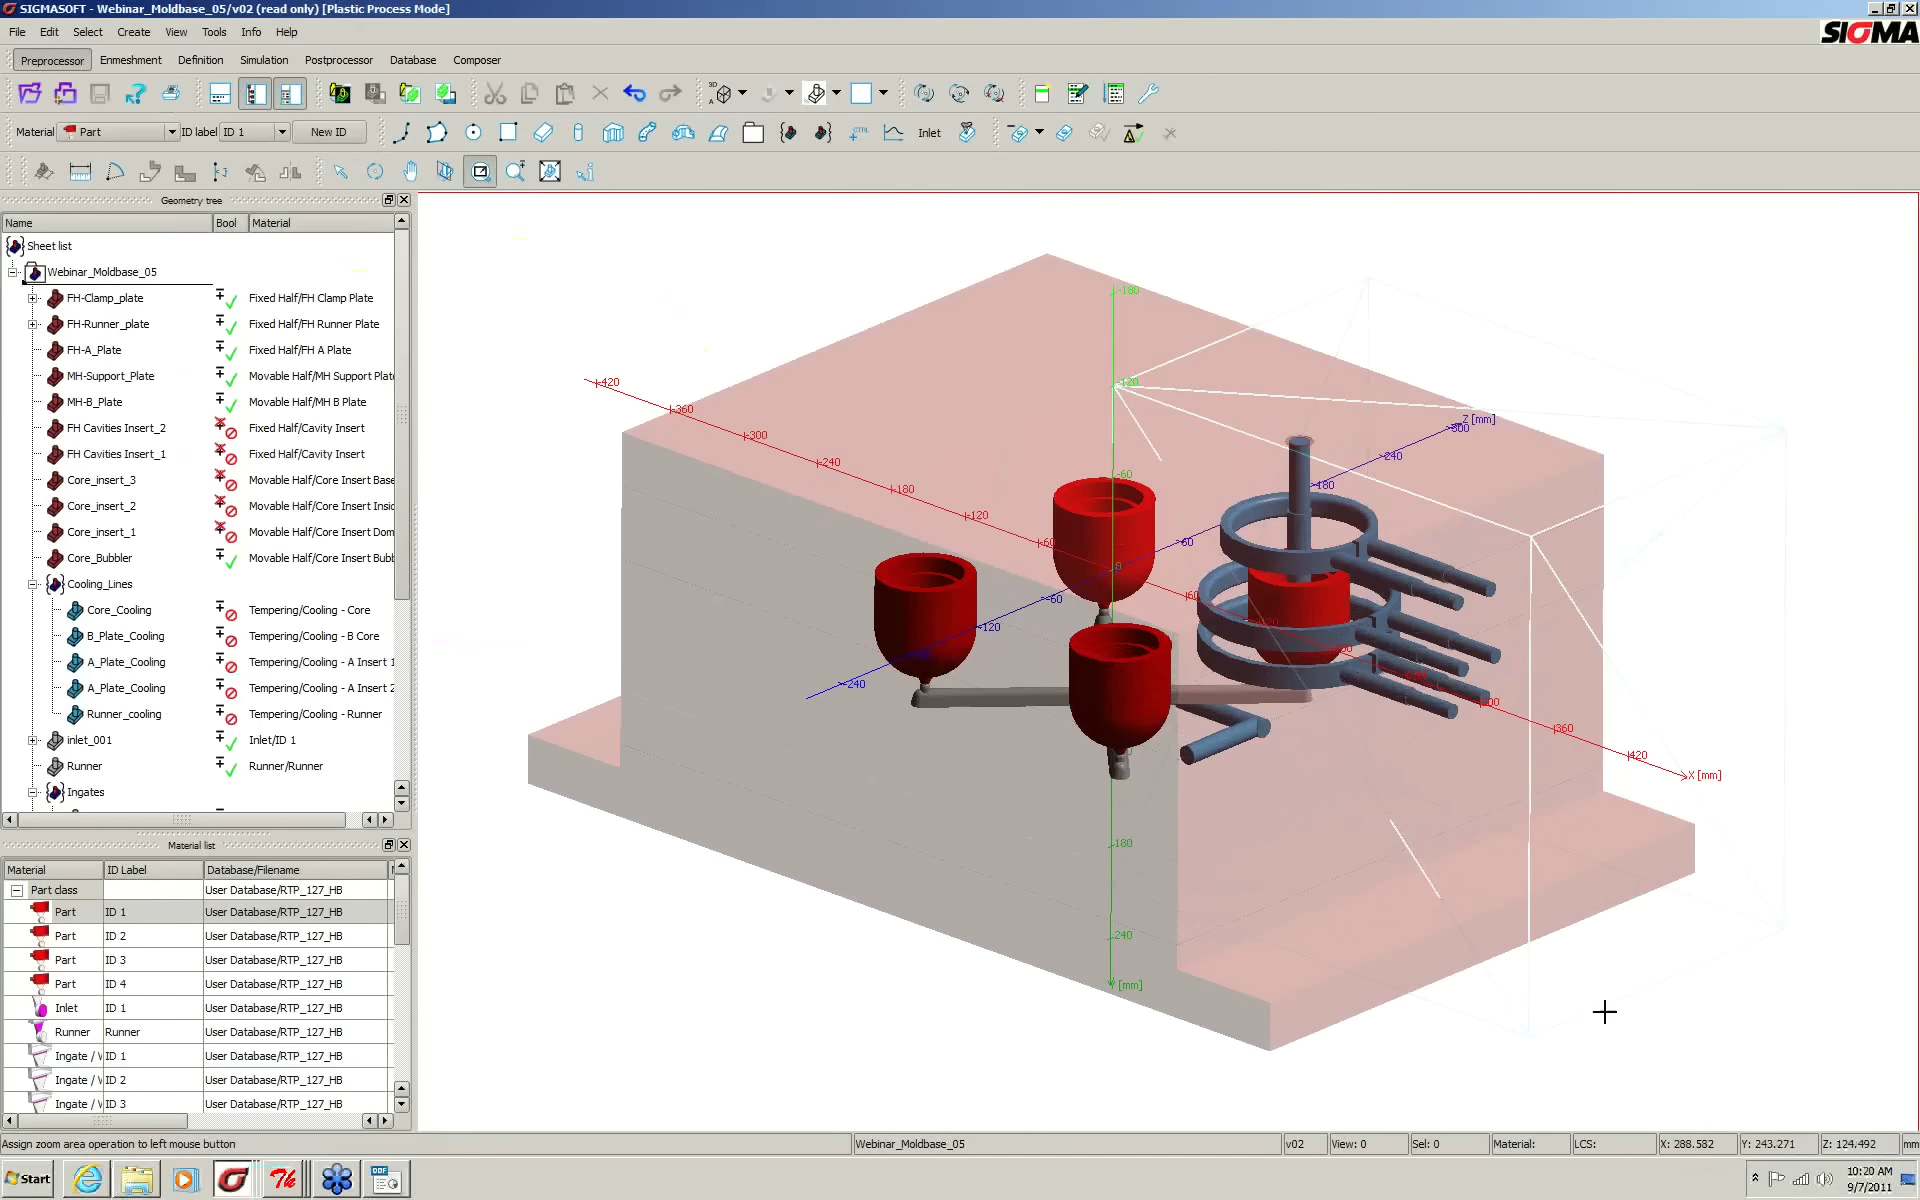 SIGMASOFT - Webinar_Moldbase_05/v02 (read only) [Plastic Process Mode]
File Edit Select Create View Tools Info Help
SIGMA
Preprocessor Enmeshment Definition Simulation Postprocessor Database Composer
Material Part ID label ID 1 New ID Inlet
Geometry tree
Name Bool Material
Sheet list
Webinar_Moldbase_05
FH-Clamp_plate Fixed Half/FH Clamp Plate
FH-Runner_plate Fixed Half/FH Runner Plate
FH-A_Plate Fixed Half/FH A Plate
MH-Support_Plate Movable Half/MH Support Plate
MH-B_Plate Movable Half/MH B Plate
FH Cavities Insert_2 Fixed Half/Cavity Insert
FH Cavities Insert_1 Fixed Half/Cavity Insert
Core_insert_3 Movable Half/Core Insert Base
Core_insert_2 Movable Half/Core Insert Insid
Core_insert_1 Movable Half/Core Insert Dom
Core_Bubbler Movable Half/Core Insert Bubb
Cooling_Lines
Core_Cooling Tempering/Cooling - Core
B_Plate_Cooling Tempering/Cooling - B Core
A_Plate_Cooling Tempering/Cooling - A Insert 1
A_Plate_Cooling Tempering/Cooling - A Insert 2
Runner_cooling Tempering/Cooling - Runner
inlet_001 Inlet/ID 1
Runner Runner/Runner
Ingates
Material list
Material ID Label Database/Filename
Part class User Database/RTP_127_HB
Part ID 1 User Database/RTP_127_HB
Part ID 2 User Database/RTP_127_HB
Part ID 3 User Database/RTP_127_HB
Part ID 4 User Database/RTP_127_HB
Inlet ID 1 User Database/RTP_127_HB
Runner Runner User Database/RTP_127_HB
Ingate / ID 1 User Database/RTP_127_HB
Ingate / ID 2 User Database/RTP_127_HB
Ingate / ID 3 User Database/RTP_127_HB
-180
-420
-120
-360
Z [mm]
-300
-300
-240
-240
-60
-180
-180
-120
-60
-60
0
-60
60
120
-240
360
180
420
X [mm]
240
[mm]
Assign zoom area operation to left mouse button Webinar_Moldbase_05 v02 View: 0 Sel: 0 Material: LCS: X: 288.582 Y: 243.271 Z: 124.492 mm
Start 10:20 AM
9/7/2011